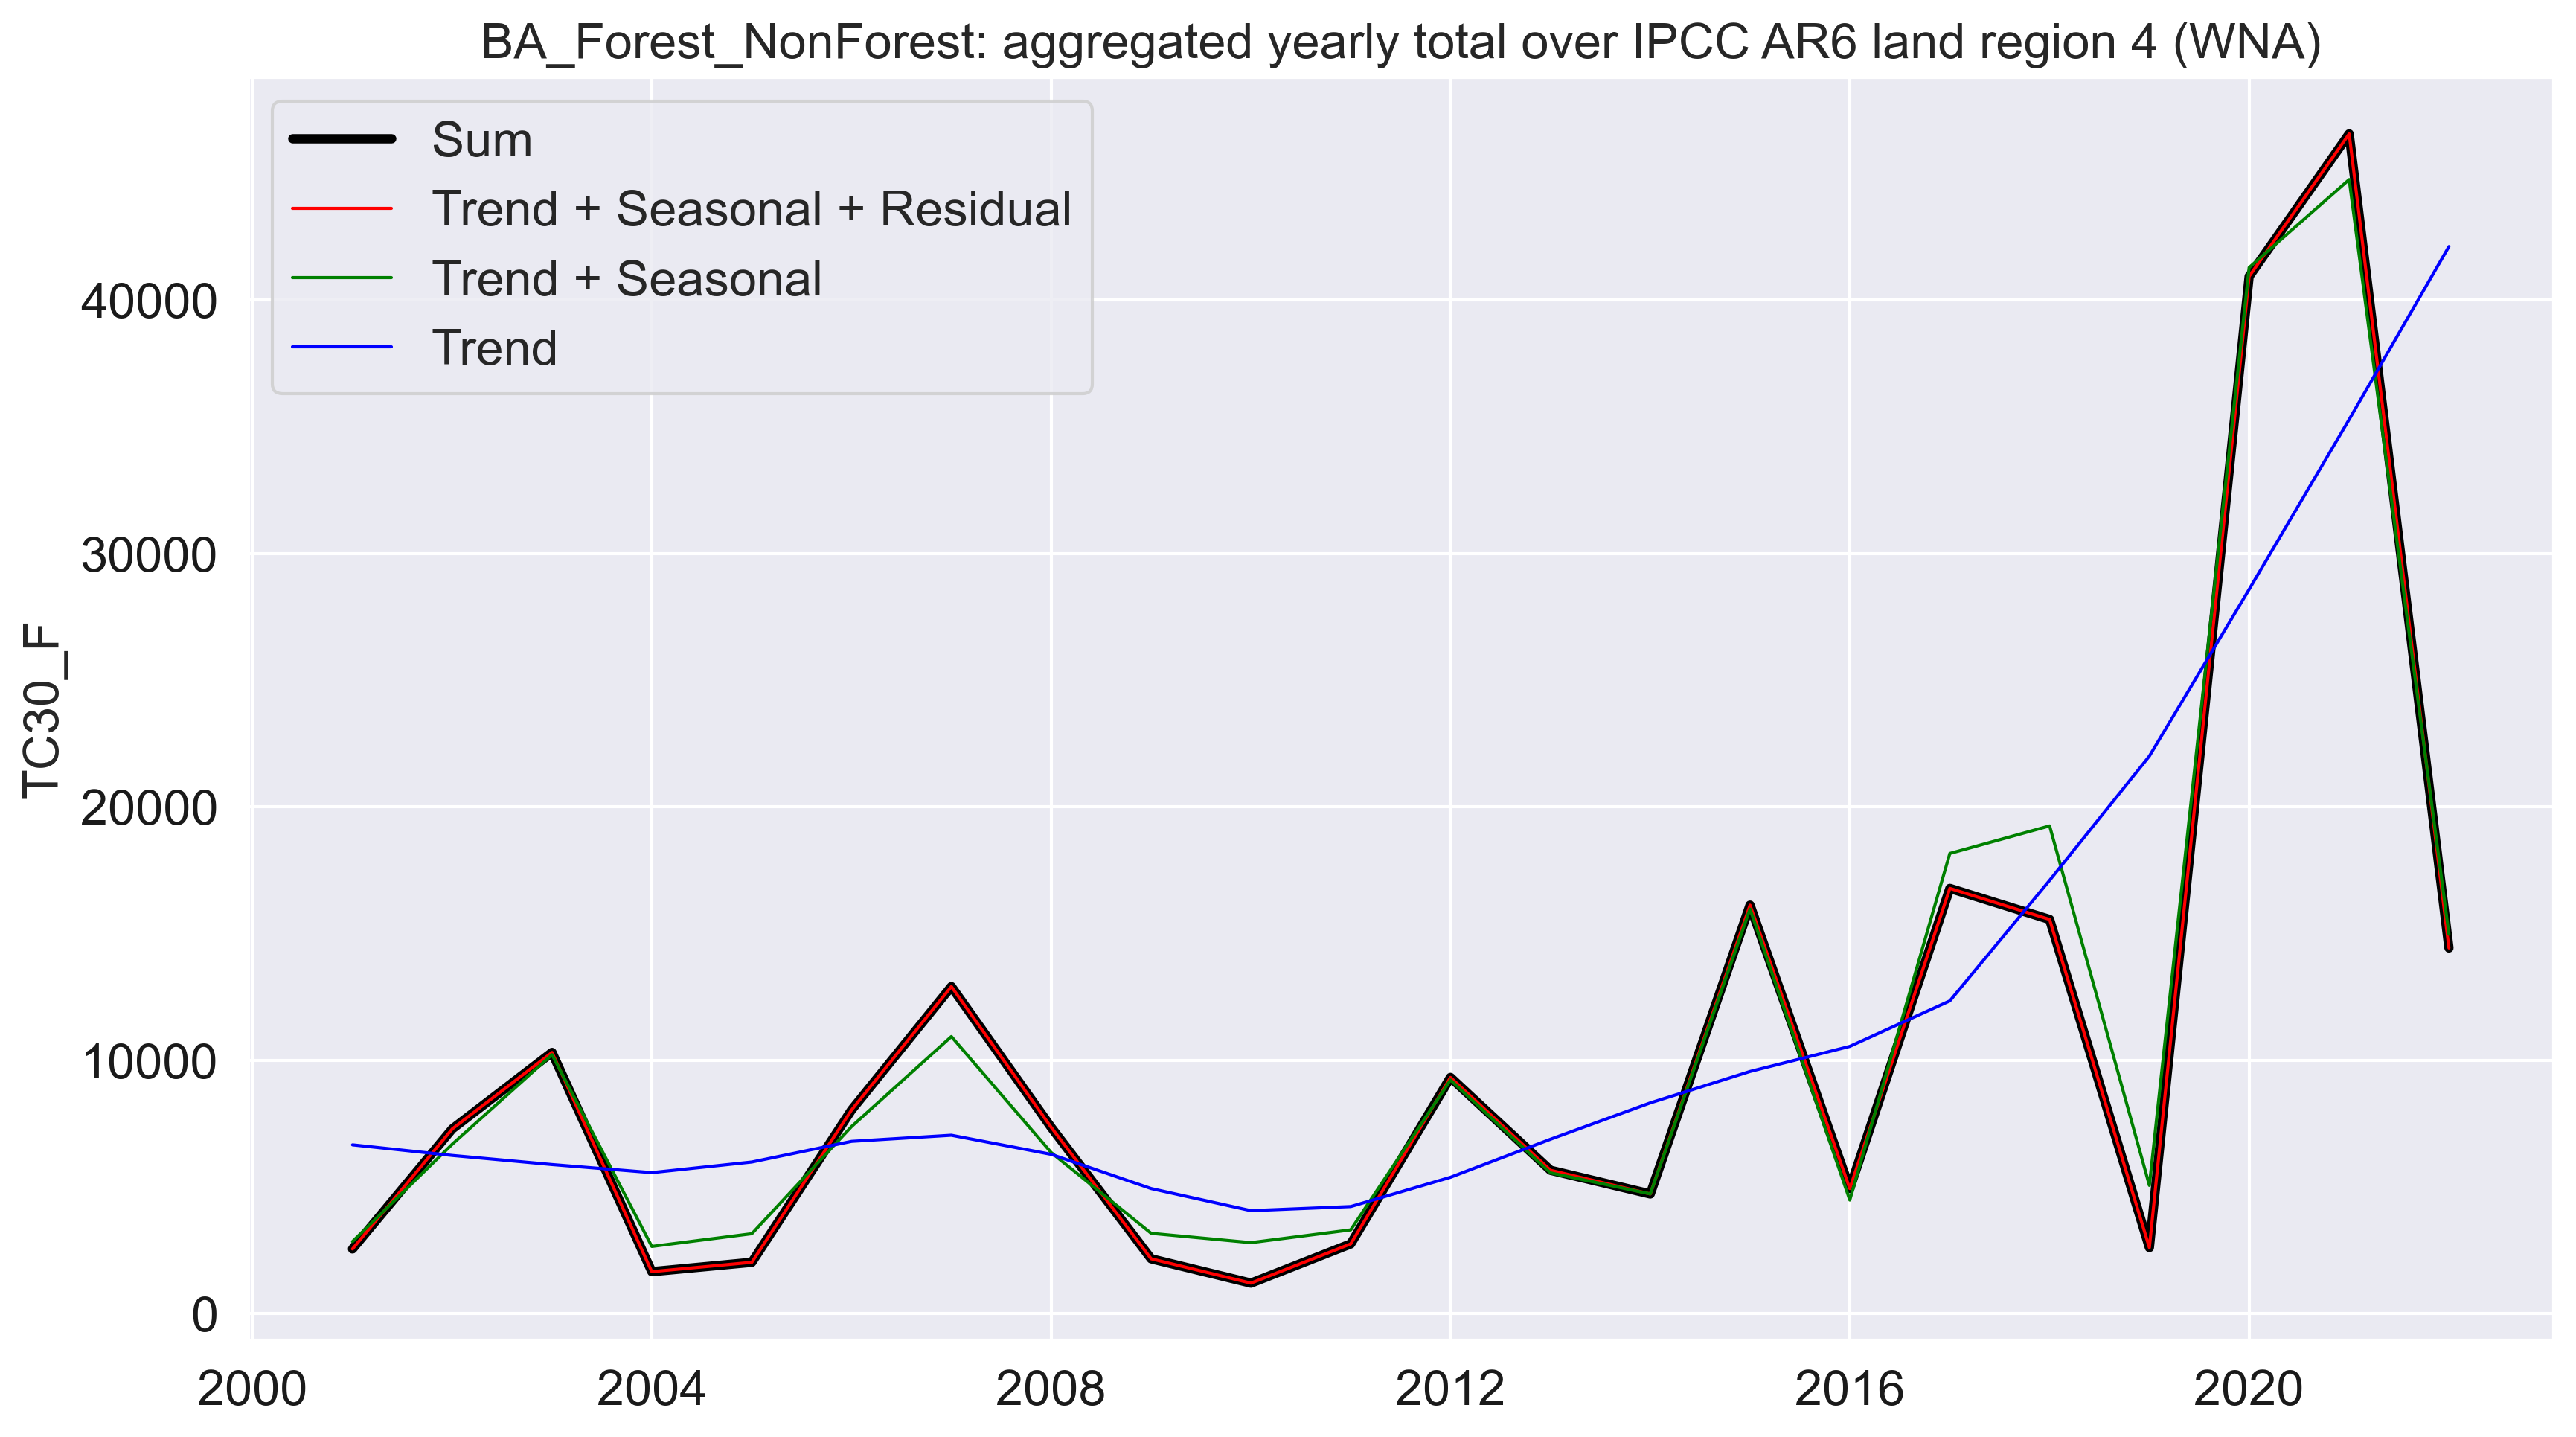 BA_Forest_NonForest: aggregated yearly total over IPCC AR6 land region 4 (WNA)
Sum
Trend + Seasonal + Residual
Trend + Seasonal
Trend
TC30_F
40000
30000
20000
10000
0
2000 2004 2008 2012 2016 2020